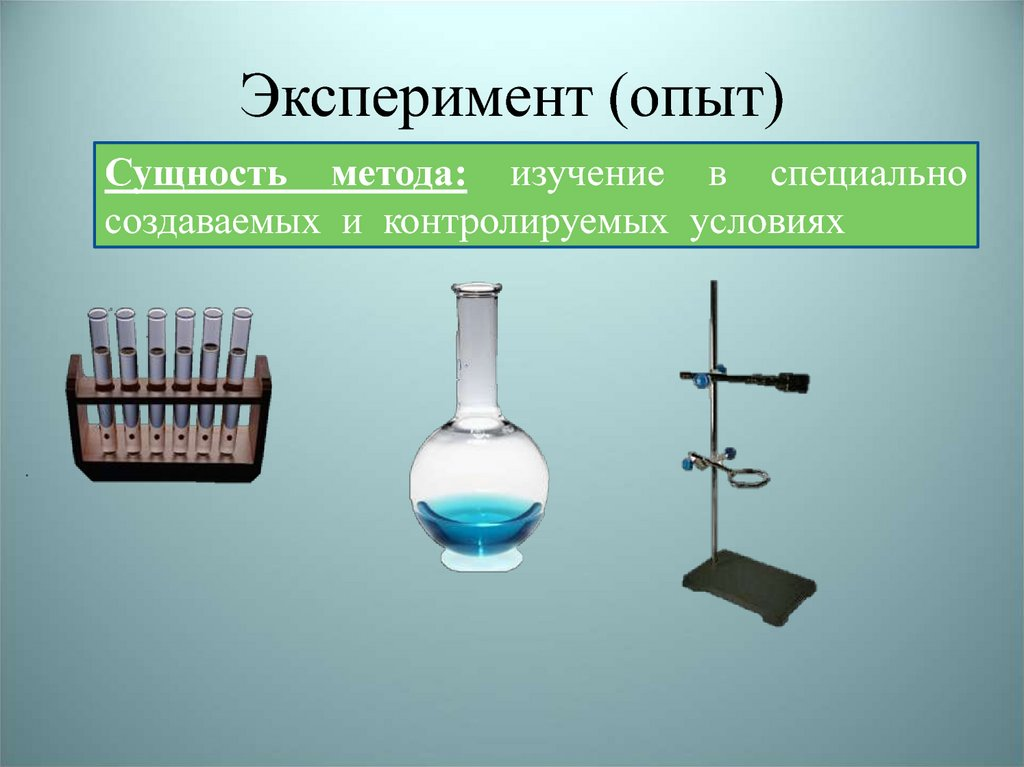 Эксперимент (опыт)
Сущность метода: изучение в специально
создаваемых и контролируемых условиях